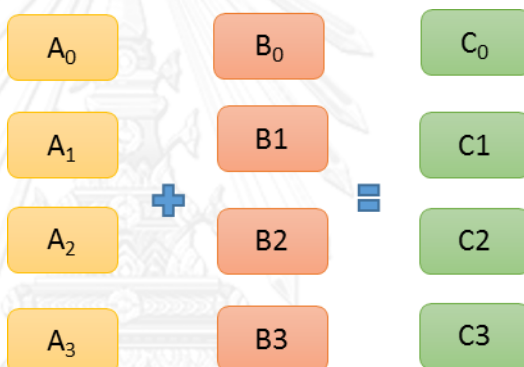 A₀ B₀ C₀
A₁ B1 C1
+ =
A₂ B2 C2
A₃ B3 C3